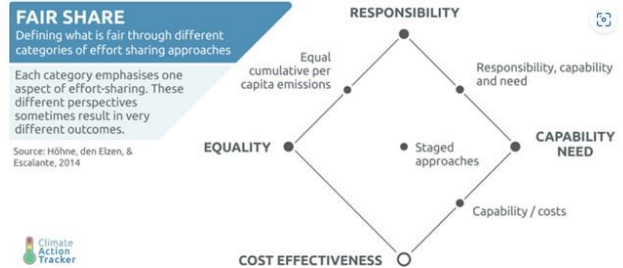 FAIR SHARE
Defining what is fair through different
categories of effort sharing approaches
Each category emphasises one
aspect of effort-sharing. These
different perspectives
sometimes result in very
different outcomes.
Source: Höhne, den Elzen, &
Escalante, 2014
RESPONSIBILITY
Equal
cumulative per
capita emissions
Responsibility, capability
and need
EQUALITY
Staged
approaches
CAPABILITY
NEED
Capability / costs
COST EFFECTIVENESS
Climate
Action
Tracker